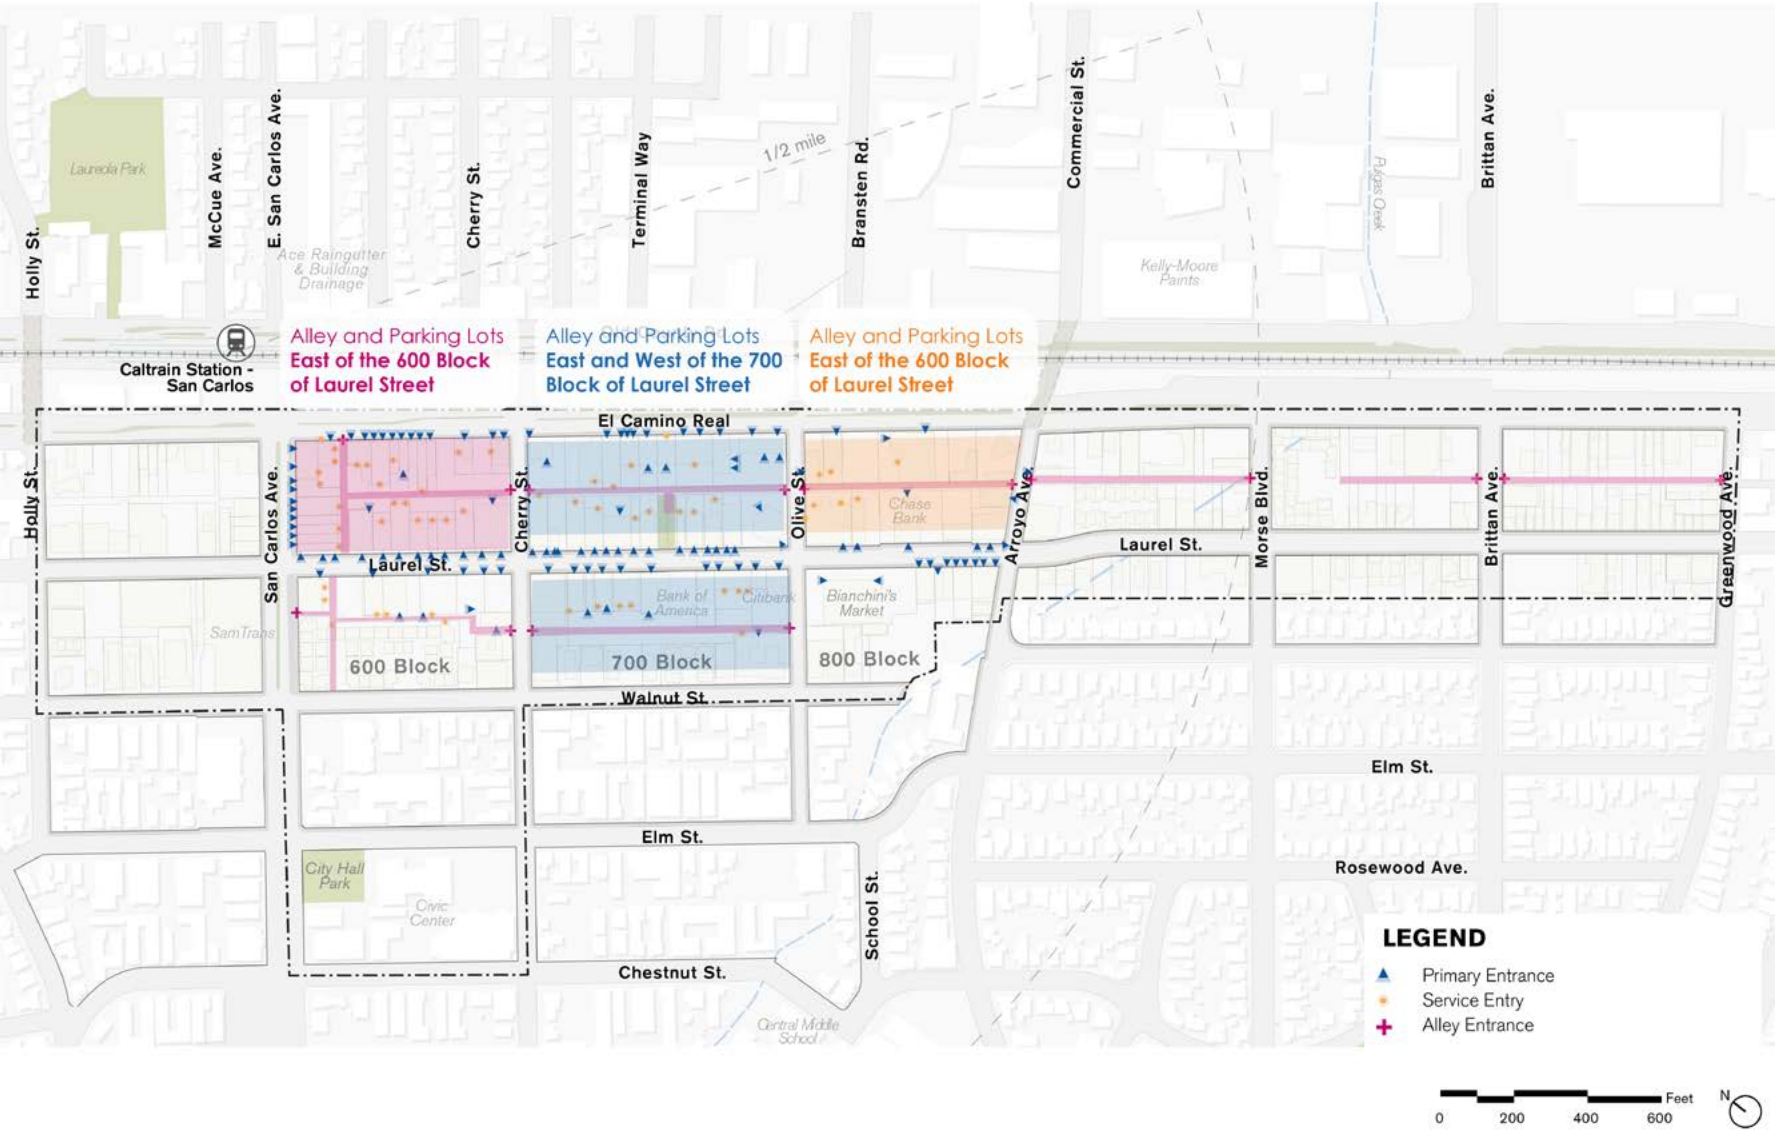 Holly St.
McCue Ave.
E. San Carlos Ave.
Cherry St.
Terminal Way
Bransten Rd.
Commercial St.
Brittan Ave.
Laureola Park
1/2 mile
Pulgas Creek
Ace Raingutter
& Building
Drainage
Kelly-Moore
Paints
Caltrain Station -
San Carlos
Alley and Parking Lots
East of the 600 Block
of Laurel Street
Alley and Parking Lots
East and West of the 700
Block of Laurel Street
Alley and Parking Lots
East of the 600 Block
of Laurel Street
El Camino Real
Holly St.
San Carlos Ave.
Cherry St.
Olive St.
Arroyo Ave.
Morse Blvd.
Brittan Ave.
Greenwood Ave.
Chase
Bank
Laurel St.
Laurel St.
Bank of
America
Citibank
Bianchini's
Market
SamTrans
600 Block
700 Block
800 Block
Walnut St.
Elm St.
Elm St.
Rosewood Ave.
City Hall
Park
Civic
Center
School St.
Chestnut St.
Central Middle
School
LEGEND
Primary Entrance
Service Entry
Alley Entrance
0 200 400 600 Feet
N